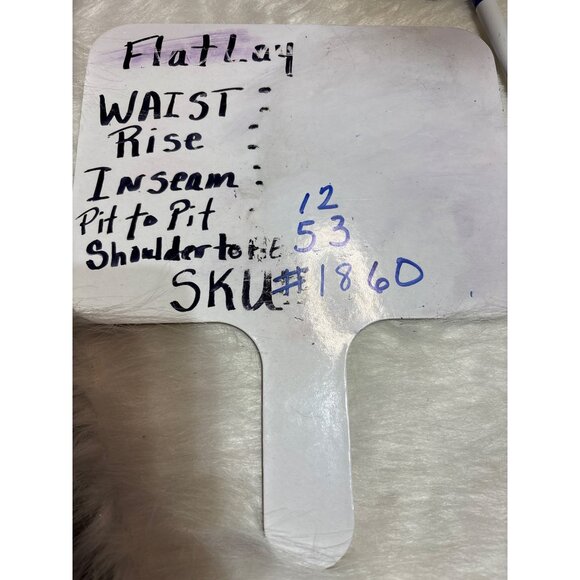 FlatLay
WAIST :
Rise :
Inseam :
Pit to Pit 12
Shoulder to 53
SKU# 1860